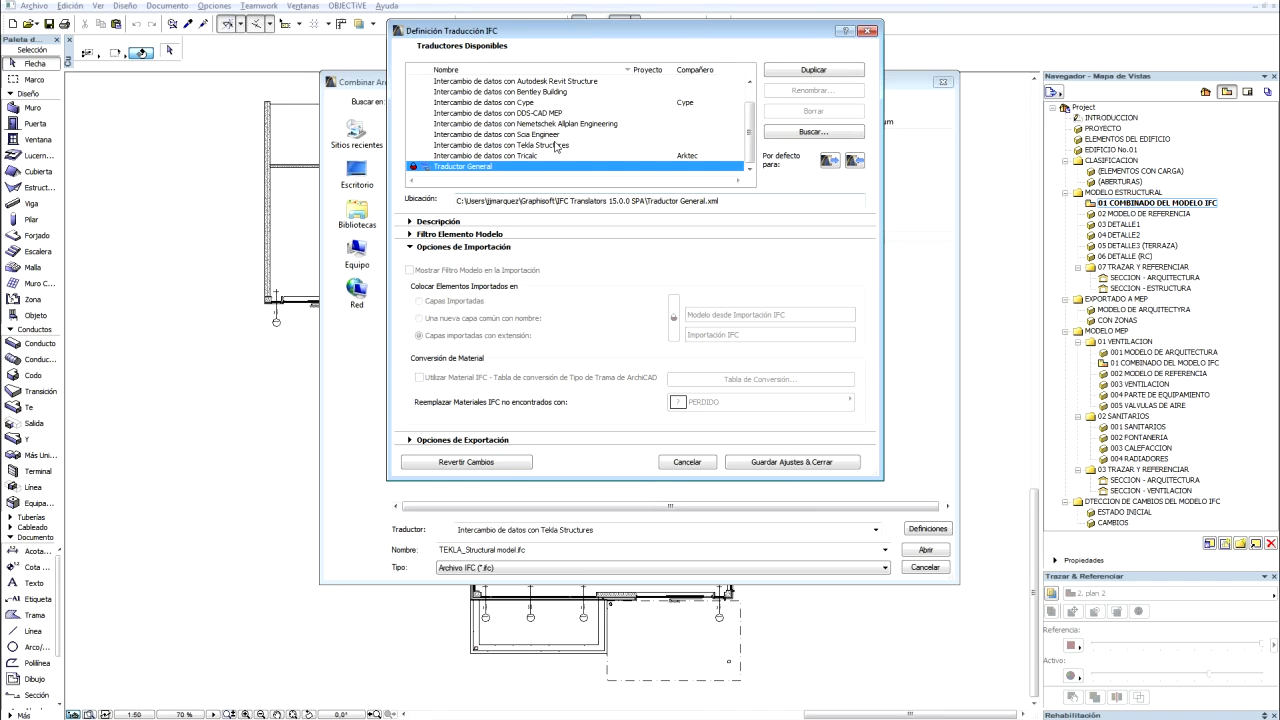 Archivo Edición Ver Diseño Documento Opciones Teamwork Ventanas OBJECTiVE Ayuda
Paleta d...
Selección
Flecha
Marco
Diseño
Muro
Puerta
Ventana
Lucern...
Cubierta
Estruct...
Viga
Pilar
Forjado
Escalera
Malla
Muro C...
Zona
Objeto
Conductos
Conducto
Conduc...
Codo
Transición
Te
Salida
Y
Más Uni...
Terminal
Línea
Equipa...
Tuberías
Cableado
Documento
Acota...
Cota ...
Texto
Etiqueta
Trama
Línea
Arco/...
Polilínea
Dibujo
Sección
Más
1:50
70 %
0,0°
Combinar Ar
Buscar en:
Sitios recientes
Escritorio
Bibliotecas
Equipo
Red
um
Definición Traducción IFC
Traductores Disponibles
Nombre Proyecto Compañero
Intercambio de datos con Autodesk Revit Structure
Intercambio de datos con Bentley Building
Intercambio de datos con Cype Cype
Intercambio de datos con DDS-CAD MEP
Intercambio de datos con Nemetschek Allplan Engineering
Intercambio de datos con Scia Engineer
Intercambio de datos con Tekla Structures
Intercambio de datos con Tricalc Arktec
Traductor General
Duplicar
Renombrar...
Borrar
Buscar...
Por defecto
para:
Ubicación: C:\Users\jjmarquez\Graphisoft\IFC Translators 15.0.0 SPA\Traductor General.xml
Descripción
Filtro Elemento Modelo
Opciones de Importación
Mostrar Filtro Modelo en la Importación
Colocar Elementos Importados en
Capas Importadas
Una nueva capa común con nombre: Modelo desde Importación IFC
Capas importadas con extensión: Importación IFC
Conversión de Material
Utilizar Material IFC - Tabla de conversión de Tipo de Trama de ArchiCAD Tabla de Conversión...
Reemplazar Materiales IFC no encontrados con: ? PERDIDO
Opciones de Exportación
Revertir Cambios Cancelar Guardar Ajustes & Cerrar
Traductor: Intercambio de datos con Tekla Structures Definiciones
Nombre: TEKLA_Structural model.ifc Abrir
Tipo: Archivo IFC (*.ifc) Cancelar
Navegador - Mapa de Vistas
Project
INTRODUCCION
PROYECTO
ELEMENTOS DEL EDIFICIO
EDIFICIO No.01
CLASIFICACION
(ELEMENTOS CON CARGA)
(ABERTURAS)
MODELO ESTRUCTURAL
01 COMBINADO DEL MODELO IFC
02 MODELO DE REFERENCIA
03 DETALLE1
04 DETALLE2
05 DETALLE3 (TERRAZA)
06 DETALLE (RC)
07 TRAZAR Y REFERENCIAR
SECCION - ARQUITECTURA
SECCION - ESTRUCTURA
EXPORTADO A MEP
MODELO DE ARQUITECTYRA
CON ZONAS
MODELO MEP
01 VENTILACION
001 MODELO DE ARQUITECTURA
01 COMBINADO DEL MODELO IFC
002 MODELO DE REFERENCIA
003 VENTILACION
004 PARTE DE EQUIPAMIENTO
005 VALVULAS DE AIRE
02 SANITARIOS
001 SANITARIOS
002 FONTANERIA
003 CALEFACCION
004 RADIADORES
03 TRAZAR Y REFERENCIAR
SECCION - ARQUITECTURA
SECCION - VENTILACION
DTECCION DE CAMBIOS DEL MODELO IFC
ESTADO INICIAL
CAMBIOS
Propiedades
Trazar & Referenciar
2. plan 2
Referencia:
Activo:
Rehabilitación